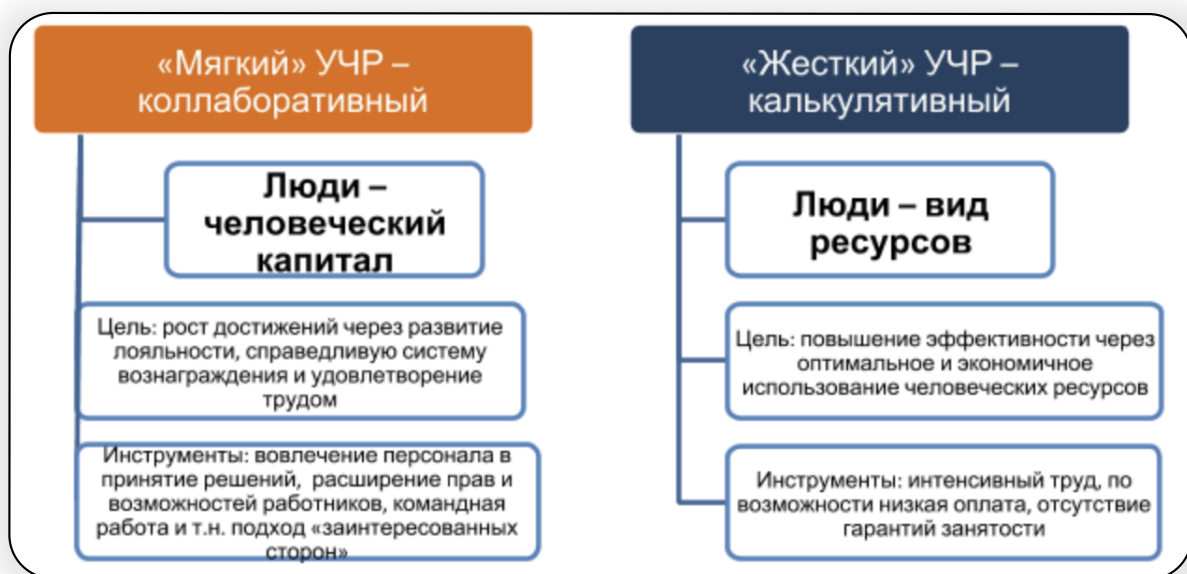 «Мягкий» УЧР –
коллаборативный
Люди –
человеческий
капитал
Цель: рост достижений через развитие
лояльности, справедливую систему
вознаграждения и удовлетворение
трудом
Инструменты: вовлечение персонала в
принятие решений, расширение прав и
возможностей работников, командная
работа и т.н. подход «заинтересованных
сторон»
«Жесткий» УЧР –
калькулятивный
Люди – вид
ресурсов
Цель: повышение эффективности через
оптимальное и экономичное
использование человеческих ресурсов
Инструменты: интенсивный труд, по
возможности низкая оплата, отсутствие
гарантий занятости